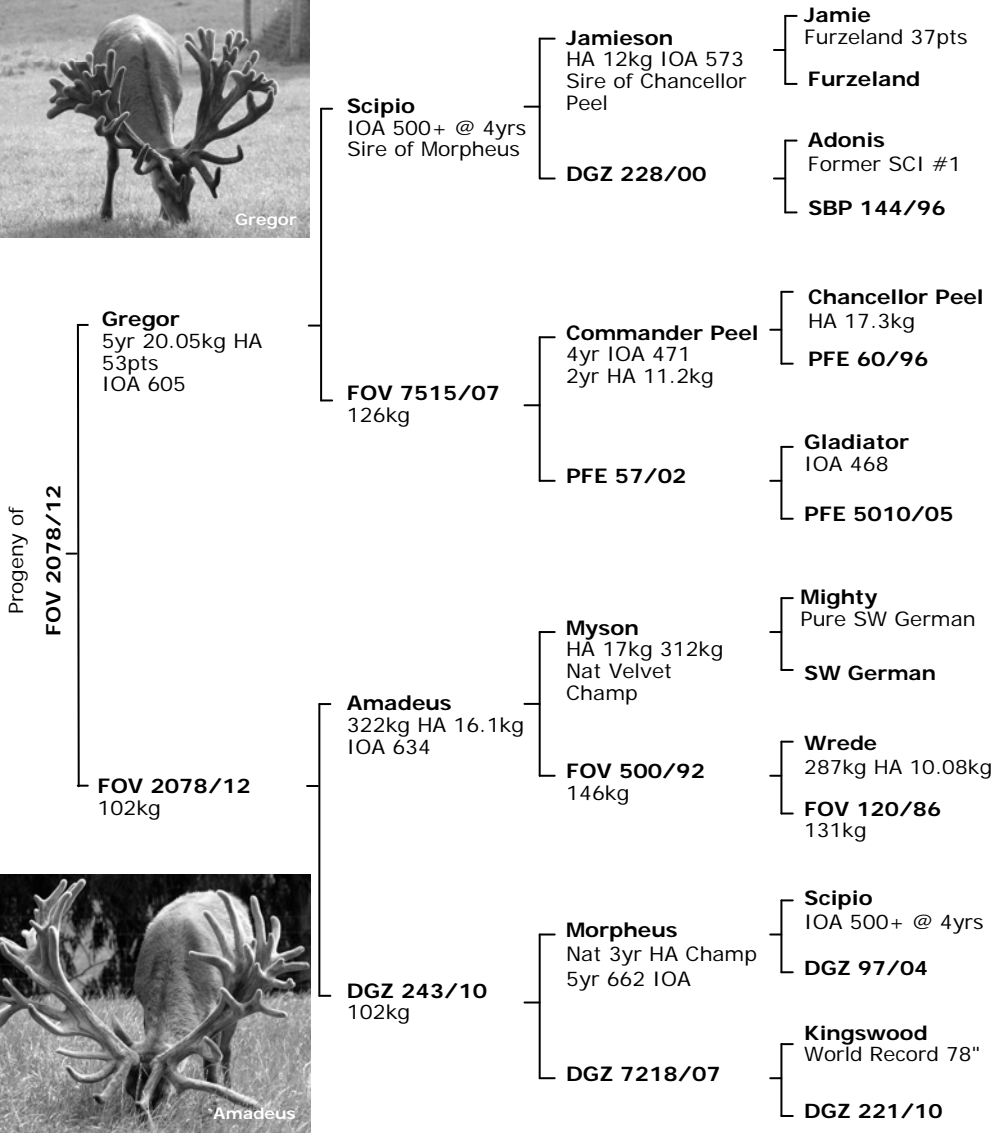 Gregor
Progeny of
FOV 2078/12
Gregor
5yr 20.05kg HA
53pts
IOA 605
FOV 2078/12
102kg
Scipio
IOA 500+ @ 4yrs
Sire of Morpheus
FOV 7515/07
126kg
Amadeus
322kg HA 16.1kg
IOA 634
DGZ 243/10
102kg
Jamieson
HA 12kg IOA 573
Sire of Chancellor
Peel
DGZ 228/00
Commander Peel
4yr IOA 471
2yr HA 11.2kg
PFE 57/02
Myson
HA 17kg 312kg
Nat Velvet
Champ
FOV 500/92
146kg
Morpheus
Nat 3yr HA Champ
5yr 662 IOA
DGZ 7218/07
Jamie
Furzeland 37pts
Furzeland
Adonis
Former SCI #1
SBP 144/96
Chancellor Peel
HA 17.3kg
PFE 60/96
Gladiator
IOA 468
PFE 5010/05
Mighty
Pure SW German
SW German
Wrede
287kg HA 10.08kg
FOV 120/86
131kg
Scipio
IOA 500+ @ 4yrs
DGZ 97/04
Kingswood
World Record 78"
DGZ 221/10
Amadeus